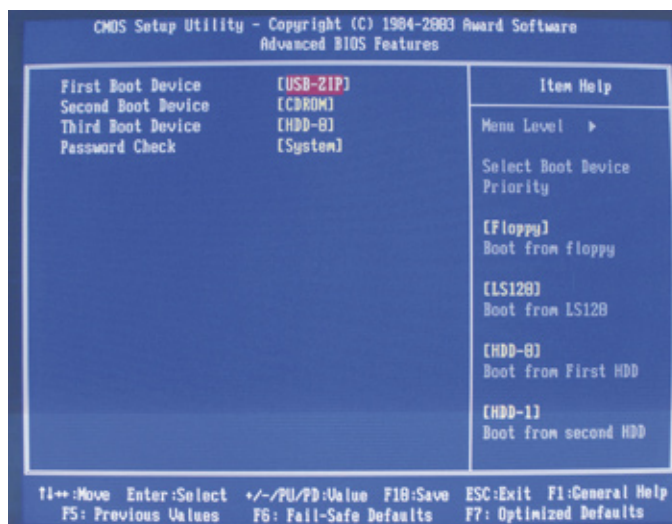 CMOS Setup Utility - Copyright (C) 1984-2003 Award Software
Advanced BIOS Features
First Boot Device [USB-ZIP]
Second Boot Device [CDROM]
Third Boot Device [HDD-0]
Password Check [System]
Item Help
Menu Level ▶
Select Boot Device
Priority
[Floppy]
Boot from floppy
[LS120]
Boot from LS120
[HDD-0]
Boot from First HDD
[HDD-1]
Boot from second HDD
↑↓→←:Move Enter:Select +/-/PU/PD:Value F10:Save ESC:Exit F1:General Help
F5: Previous Values F6: Fail-Safe Defaults F7: Optimized Defaults